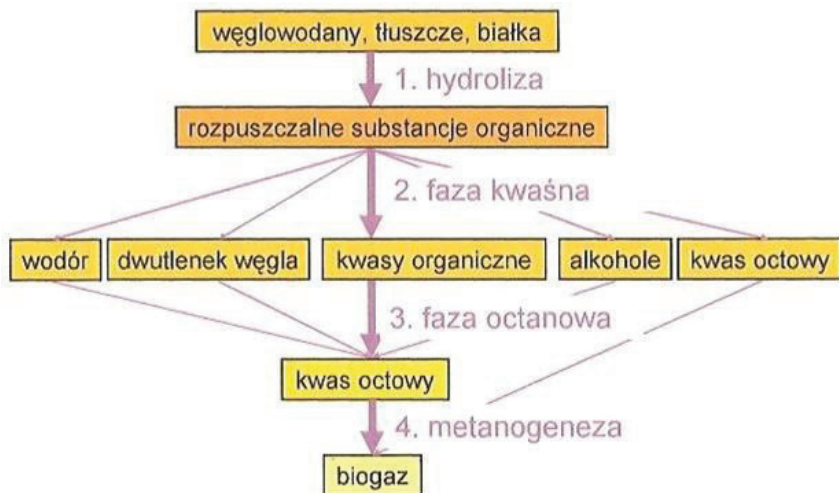 węglowodany, tłuszcze, białka
1. hydroliza
rozpuszczalne substancje organiczne
2. faza kwaśna
wodór
dwutlenek węgla
kwasy organiczne
alkohole
kwas octowy
3. faza octanowa
kwas octowy
4. metanogeneza
biogaz